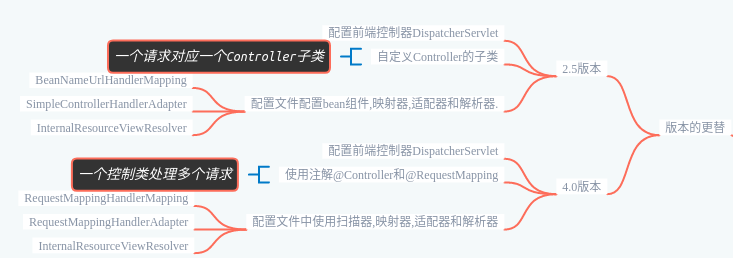 配置前端控制器DispatcherServlet
一个请求对应一个Controller子类
自定义Controller的子类
2.5版本
BeanNameUrlHandlerMapping
SimpleControllerHandlerAdapter
配置文件配置bean组件,映射器,适配器和解析器.
InternalResourceViewResolver
版本的更替
配置前端控制器DispatcherServlet
一个控制类处理多个请求
使用注解@Controller和@RequestMapping
4.0版本
RequestMappingHandlerMapping
RequestMappingHandlerAdapter
配置文件中使用扫描器,映射器,适配器和解析器
InternalResourceViewResolver